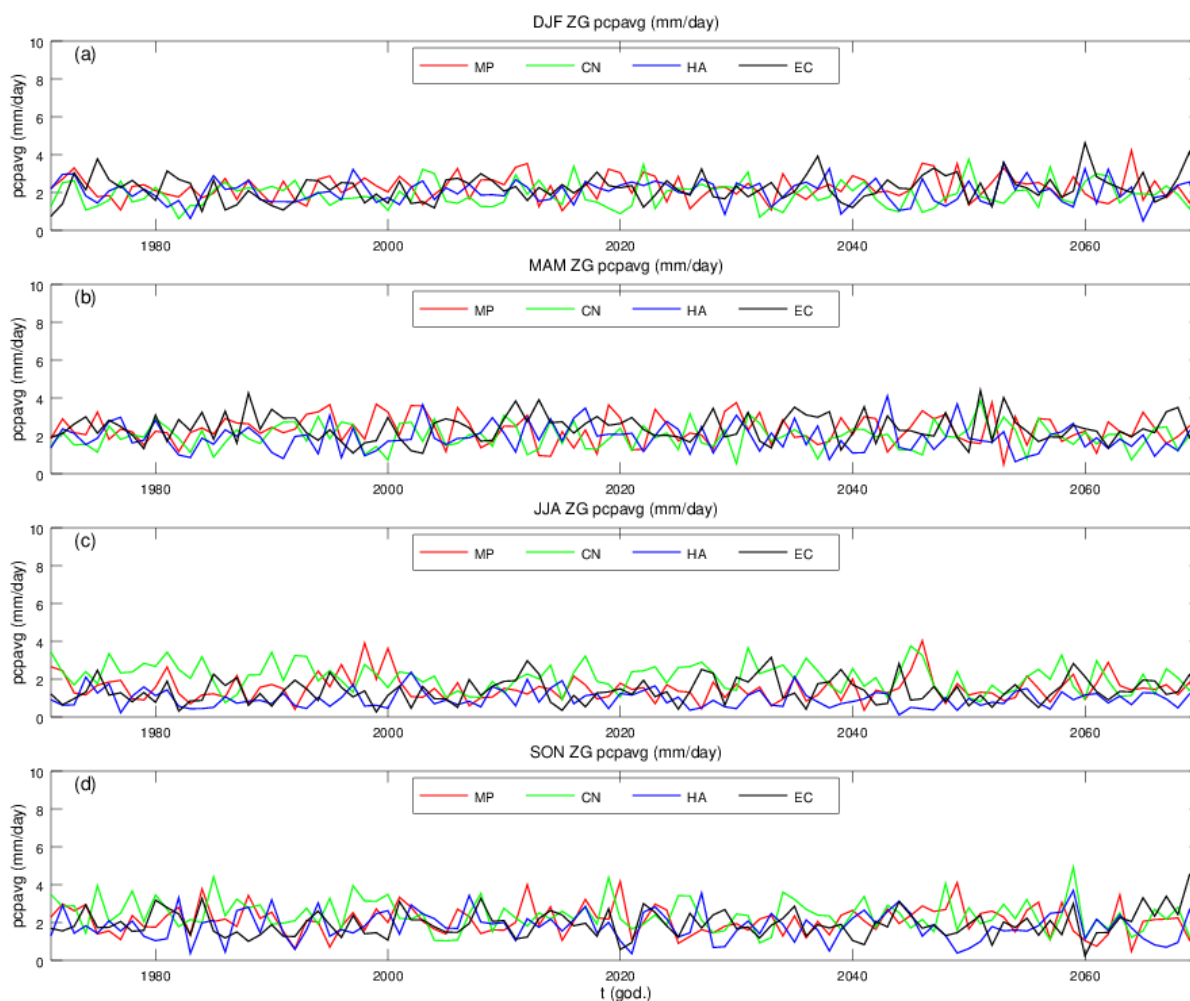 DJF ZG pcpavg (mm/day)
(a)
MP CN HA EC
pcpavg (mm/day)
10
8
6
4
2
0
1980 2000 2020 2040 2060
MAM ZG pcpavg (mm/day)
(b)
MP CN HA EC
pcpavg (mm/day)
10
8
6
4
2
0
1980 2000 2020 2040 2060
JJA ZG pcpavg (mm/day)
(c)
MP CN HA EC
pcpavg (mm/day)
10
8
6
4
2
0
1980 2000 2020 2040 2060
SON ZG pcpavg (mm/day)
(d)
MP CN HA EC
pcpavg (mm/day)
10
8
6
4
2
0
1980 2000 2020 2040 2060
t (god.)